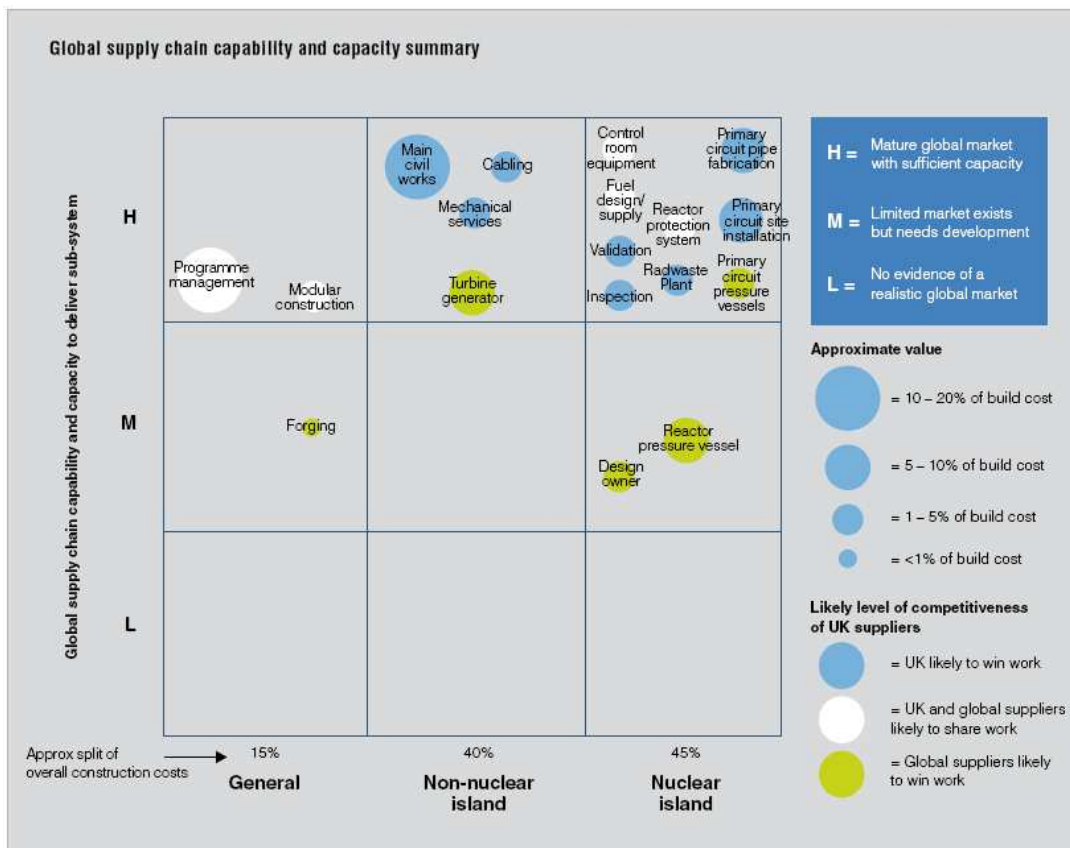 Global supply chain capability and capacity summary
Global supply chain capability and capacity to deliver sub-system
H
M
L
Programme
management
Modular
construction
Main
civil
works
Cabling
Mechanical
services
Turbine
generator
Control
room
equipment
Primary
circuit pipe
fabrication
Fuel
design/
supply
Reactor
protection
system
Primary
circuit site
installation
Validation
Radwaste
Plant
Primary
circuit
pressure
vessels
Inspection
Forging
Reactor
pressure vessel
Design
owner
H = Mature global market
with sufficient capacity
M = Limited market exists
but needs development
L = No evidence of a
realistic global market
Approximate value
= 10 – 20% of build cost
= 5 – 10% of build cost
= 1 – 5% of build cost
= <1% of build cost
Likely level of competitiveness
of UK suppliers
= UK likely to win work
= UK and global suppliers
likely to share work
= Global suppliers likely
to win work
Approx split of
overall construction costs
15%
40%
45%
General
Non-nuclear
island
Nuclear
island